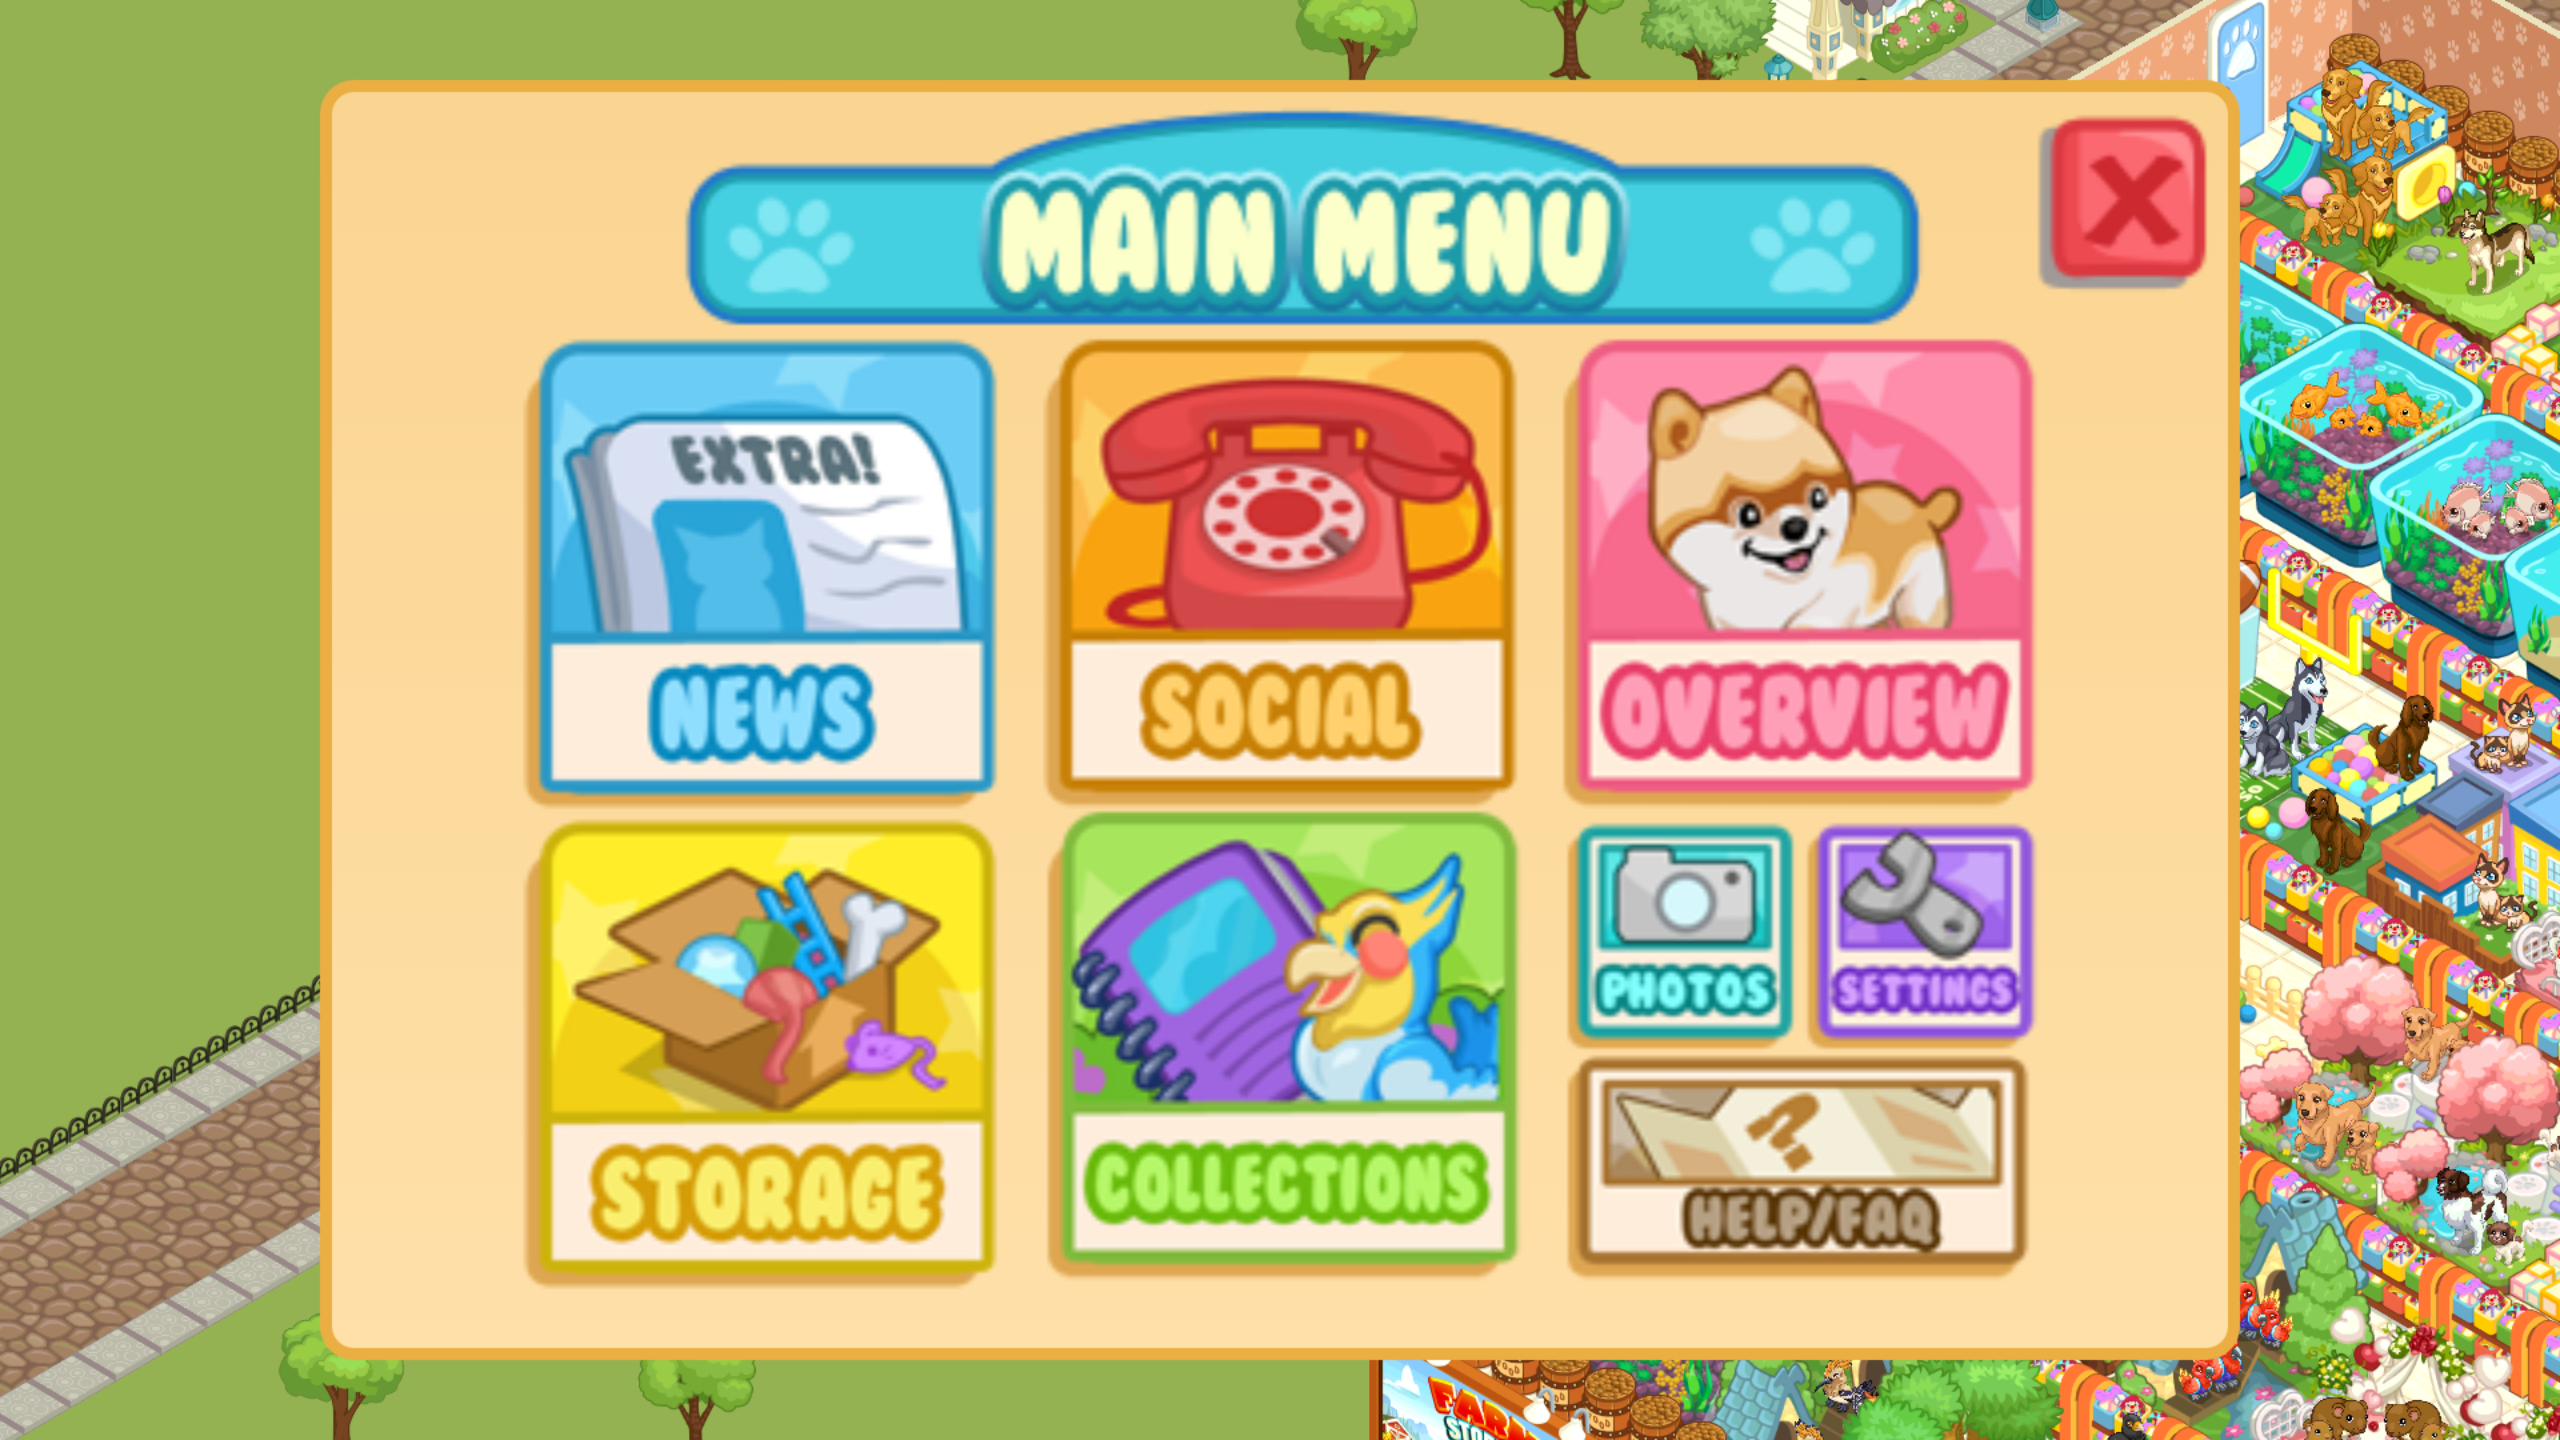 MAIN MENU
EXTRA!
NEWS
SOCIAL
OVERVIEW
STORAGE
COLLECTIONS
PHOTOS
SETTINGS
?
HELP/FAQ